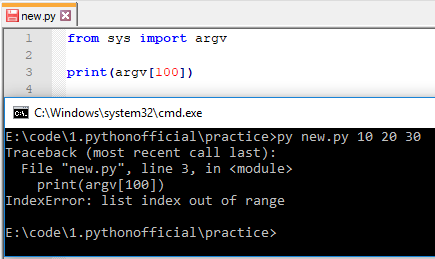 new.py
1 from sys import argv
2
3 print(argv[100])
4
C:\Windows\system32\cmd.exe
E:\code\1.pythonofficial\practice>py new.py 10 20 30
Traceback (most recent call last):
  File "new.py", line 3, in <module>
    print(argv[100])
IndexError: list index out of range
E:\code\1.pythonofficial\practice>